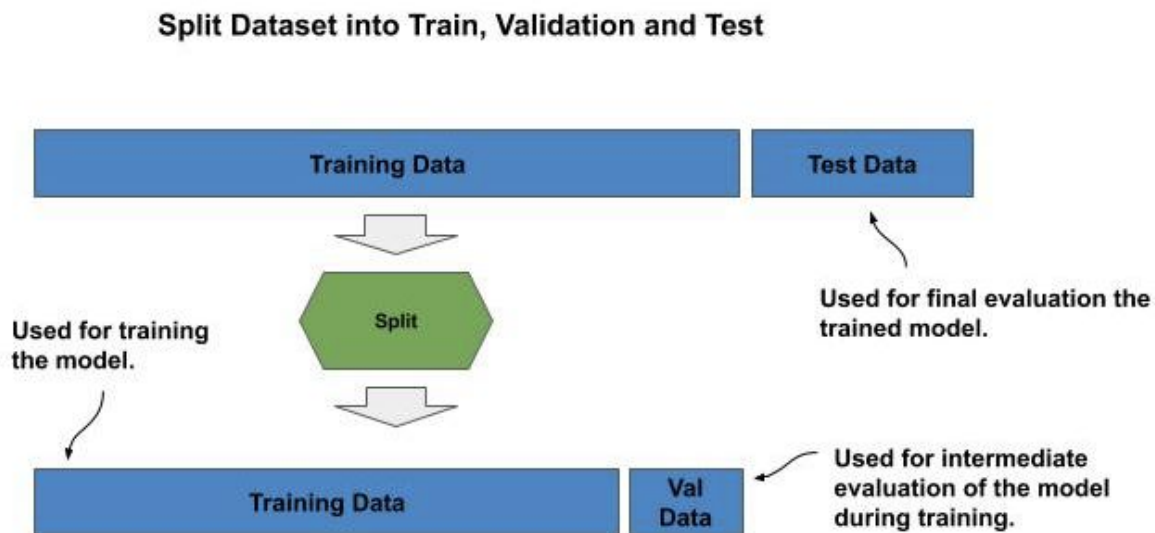 Split Dataset into Train, Validation and Test
Training Data
Test Data
Used for final evaluation the
trained model.
Split
Used for training
the model.
Training Data
Val
Data
Used for intermediate
evaluation of the model
during training.